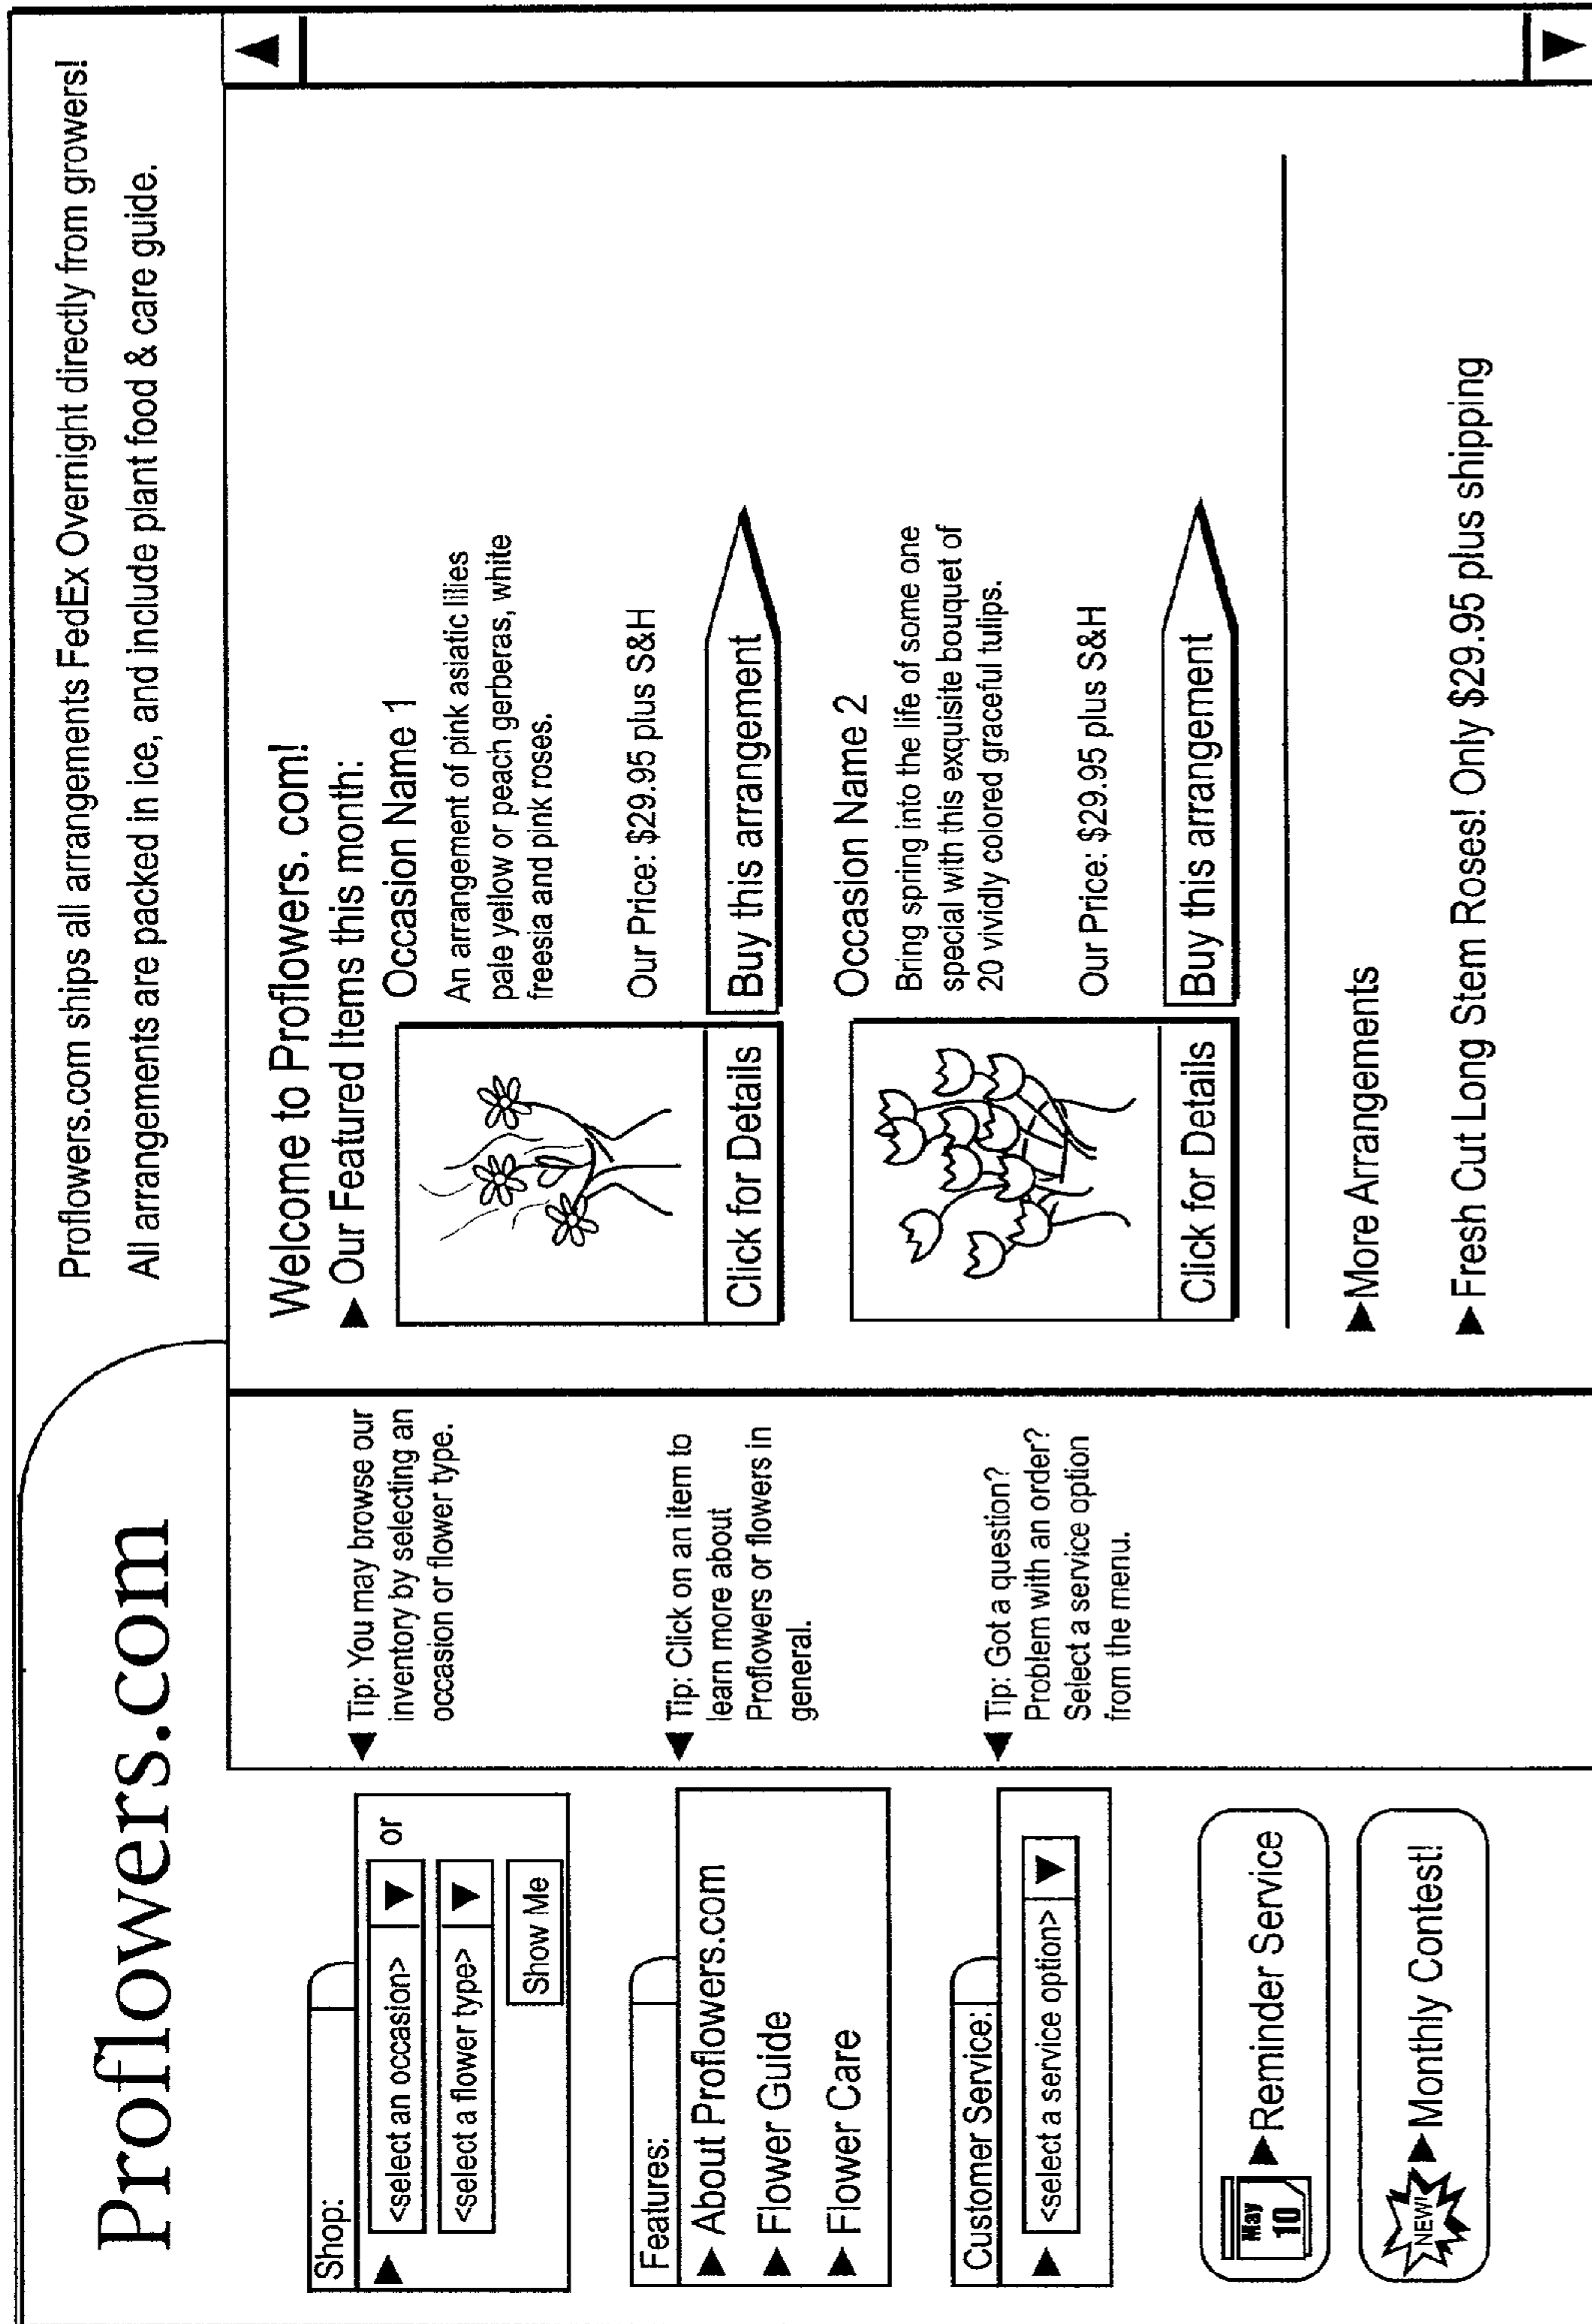 Proflowers.com
Proflowers.com ships all arrangements FedEx Overnight directly from growers!
All arrangements are packed in ice, and include plant food & care guide.
Shop:
<select an occasion>
or
<select a flower type>
Show Me
Tip: You may browse our
inventory by selecting an
occasion or flower type.
Features:
About Proflowers.com
Flower Guide
Flower Care
Tip: Click on an item to
learn more about
Proflowers or flowers in
general.
Customer Service:
<select a service option>
Tip: Got a question?
Problem with an order?
Select a service option
from the menu.
May
10
Reminder Service
NEW!
Monthly Contest!
Welcome to Proflowers. com!
Our Featured Items this month:
Occasion Name 1
An arrangement of pink asiatic lilies
pale yellow or peach gerberas, white
freesia and pink roses.
Our Price: $29.95 plus S&H
Click for Details
Buy this arrangement
Occasion Name 2
Bring spring into the life of some one
special with this exquisite bouquet of
20 vividly colored graceful tulips.
Our Price: $29.95 plus S&H
Click for Details
Buy this arrangement
More Arrangements
Fresh Cut Long Stem Roses! Only $29.95 plus shipping